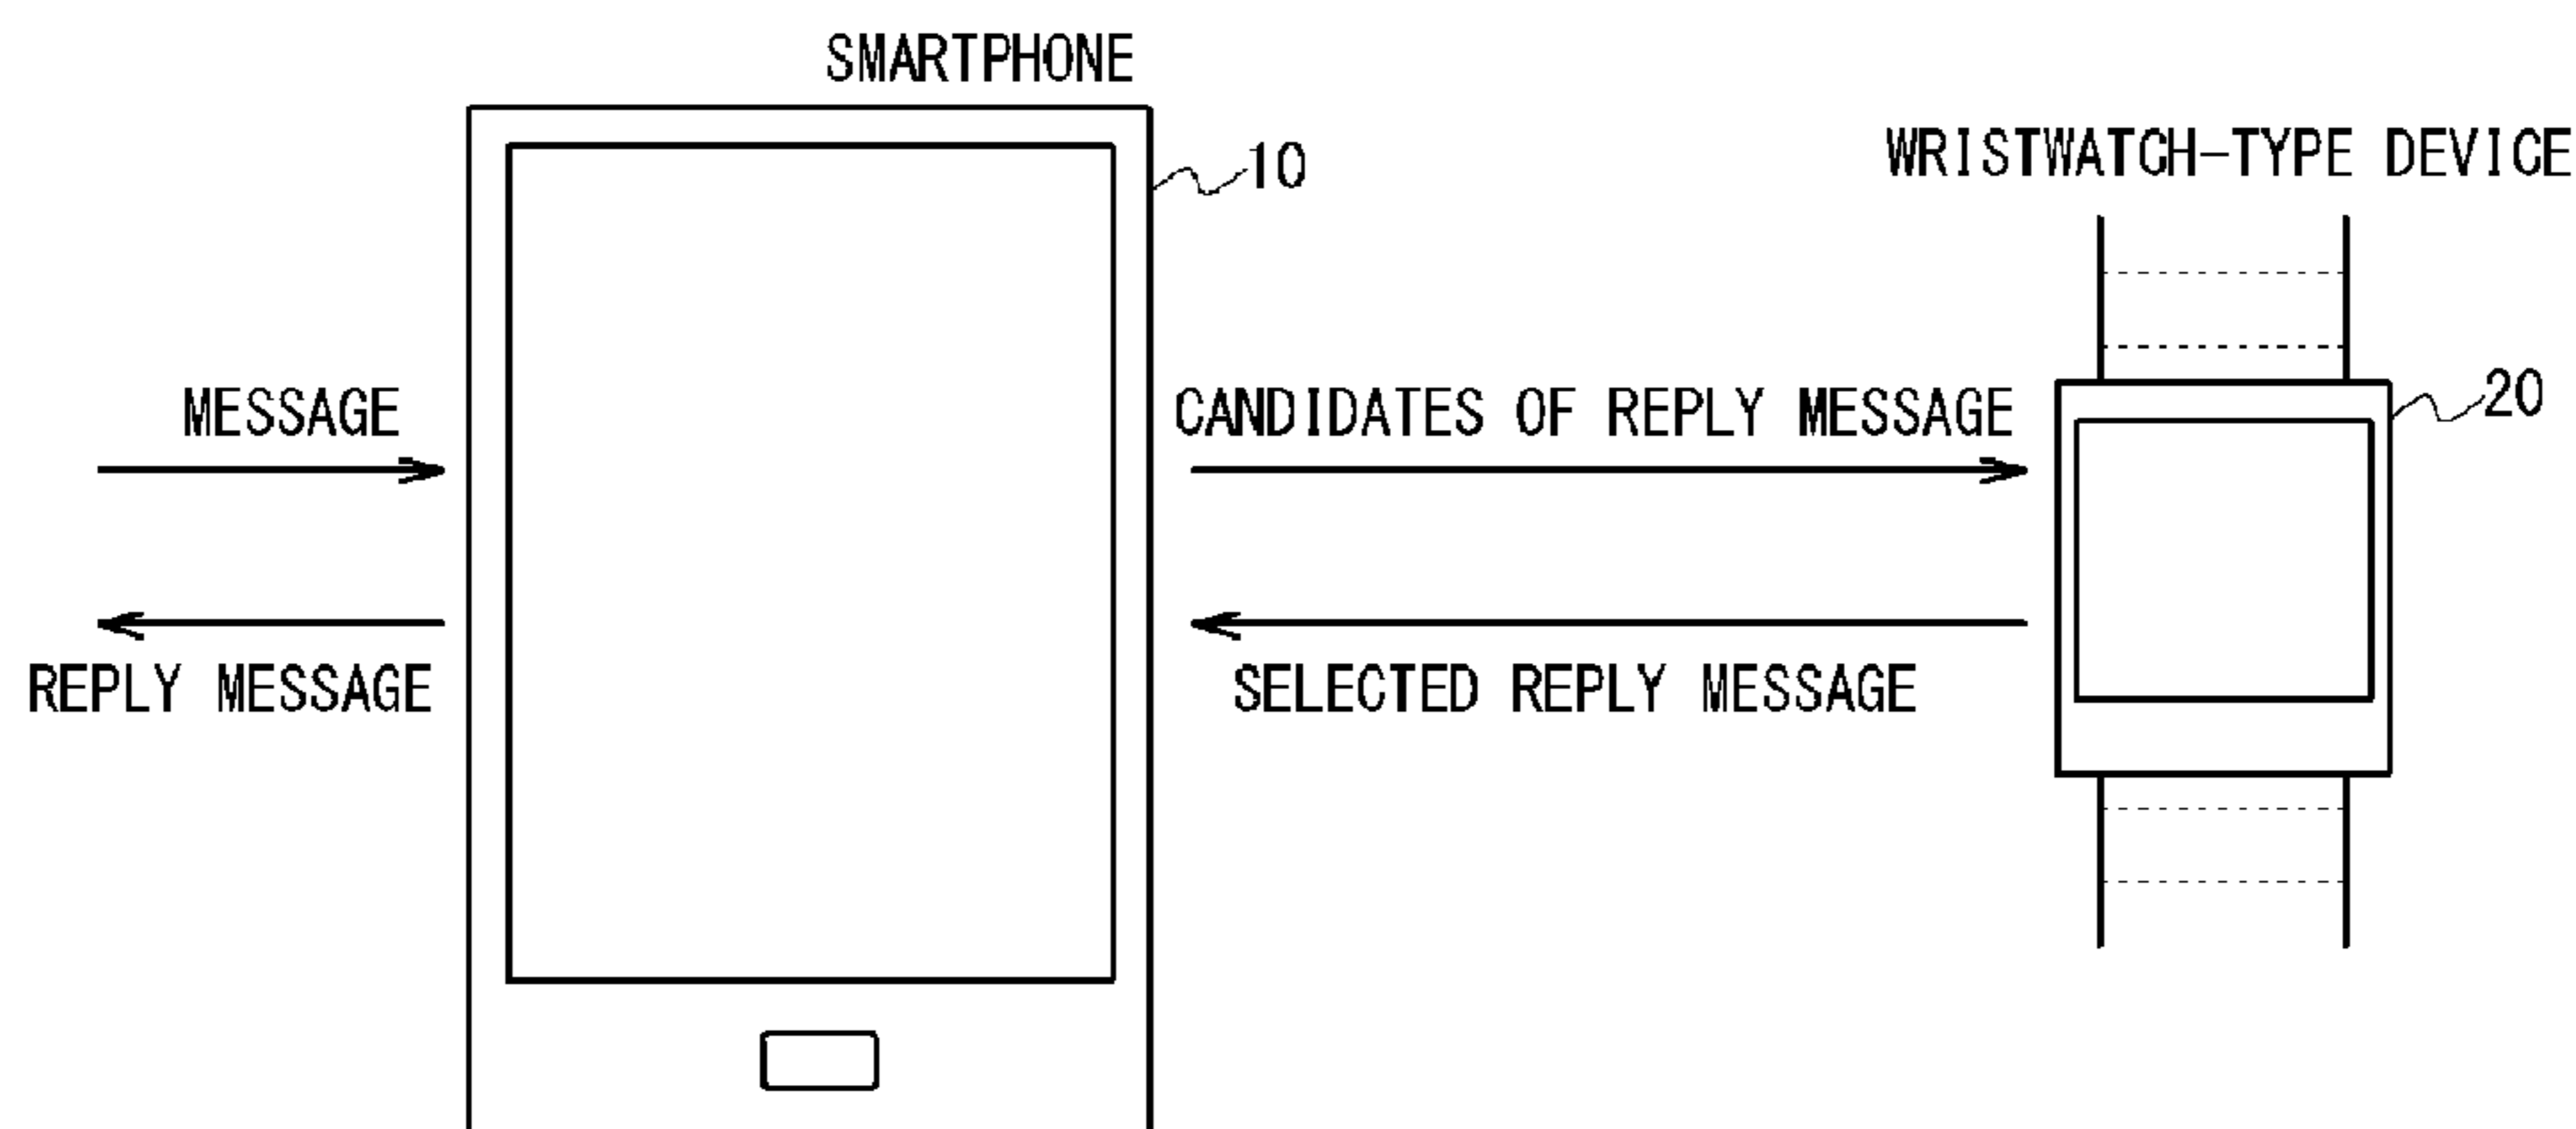 SMARTPHONE
10
WRISTWATCH-TYPE DEVICE
MESSAGE
CANDIDATES OF REPLY MESSAGE
20
REPLY MESSAGE
SELECTED REPLY MESSAGE